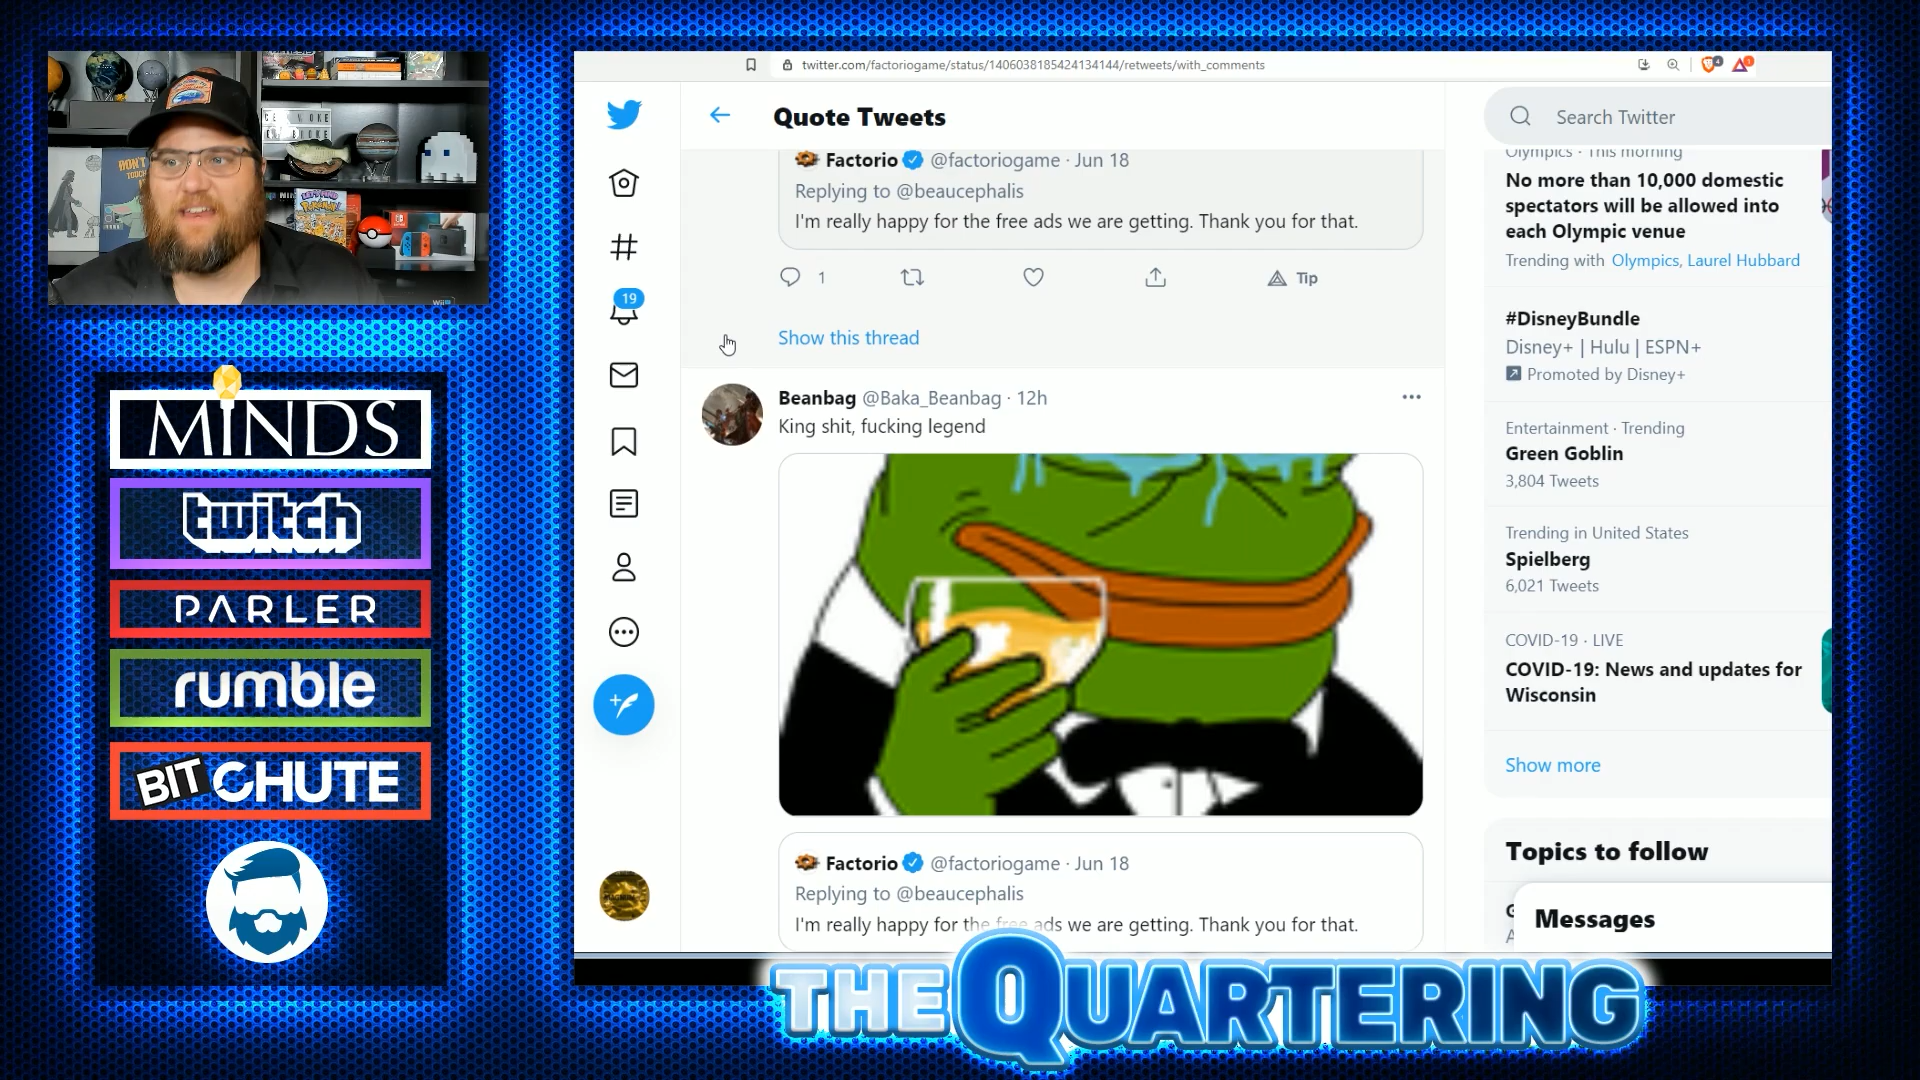 twitter.com/factoriogame/status/1406038185424134144/retweets/with_comments
Quote Tweets
Search Twitter
Factorio @factoriogame · Jun 18
Replying to @beaucephalis
I'm really happy for the free ads we are getting. Thank you for that.
1
Tip
Show this thread
19
Beanbag @Baka_Beanbag · 12h
King shit, fucking legend
Factorio @factoriogame · Jun 18
Replying to @beaucephalis
I'm really happy for the free ads we are getting. Thank you for that.
Olympics · This morning
No more than 10,000 domestic
spectators will be allowed into
each Olympic venue
Trending with Olympics, Laurel Hubbard
#DisneyBundle
Disney+ | Hulu | ESPN+
Promoted by Disney+
Entertainment · Trending
Green Goblin
3,804 Tweets
Trending in United States
Spielberg
6,021 Tweets
COVID-19 · LIVE
COVID-19: News and updates for
Wisconsin
Show more
Topics to follow
Messages
MINDS
twitch
PARLER
rumble
BITCHUTE
THE QUARTERING